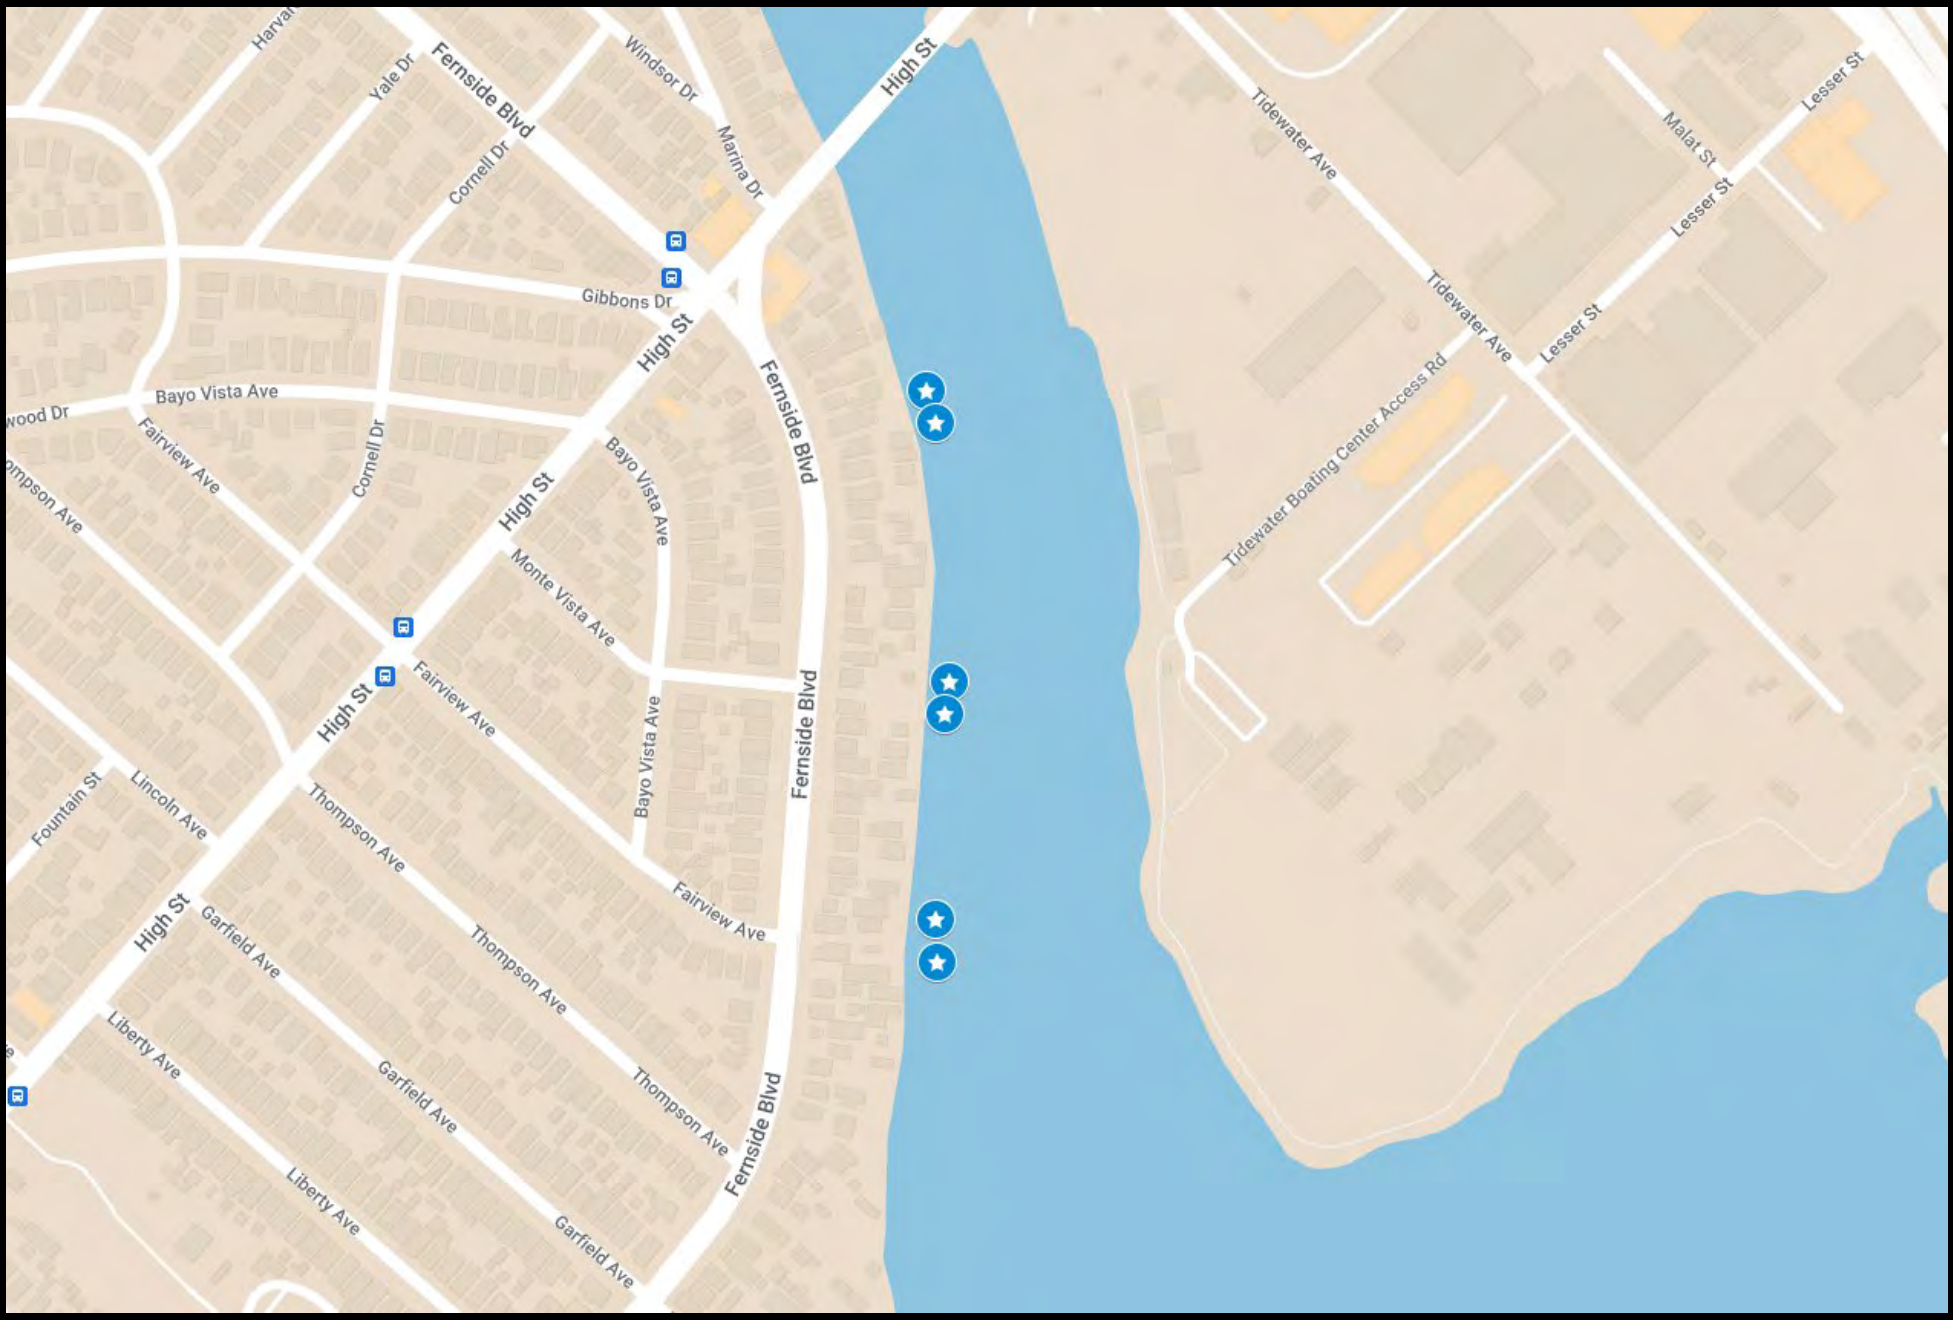 Harvar
Yale Dr
Fernside Blvd
Windsor Dr
High St
Marina Dr
Cornell Dr
Tidewater Ave
Malat St
Lesser St
Lesser St
Gibbons Dr
High St
Tidewater Ave
Lesser St
Bayo Vista Ave
wood Dr
Fairview Ave
Cornell Dr
Fernside Blvd
Tidewater Boating Center Access Rd
ompson Ave
High St
Bayo Vista Ave
Monte Vista Ave
High St
Fairview Ave
Fernside Blvd
Bayo Vista Ave
Fountain St
Lincoln Ave
Thompson Ave
High St
Garfield Ave
Thompson Ave
Fairview Ave
Liberty Ave
Garfield Ave
Thompson Ave
Fernside Blvd
Liberty Ave
Garfield Ave